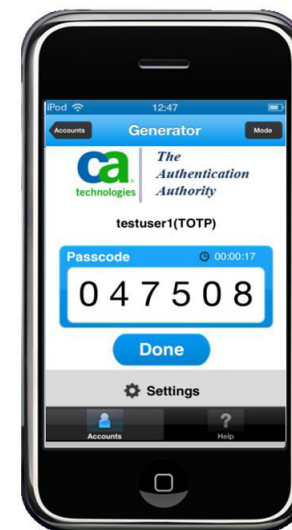 iPod 12:47
Accounts Generator Mode
ca technologies
The
Authentication
Authority
testuser1(TOTP)
Passcode 00:00:17
047508
Done
Settings
Accounts Help